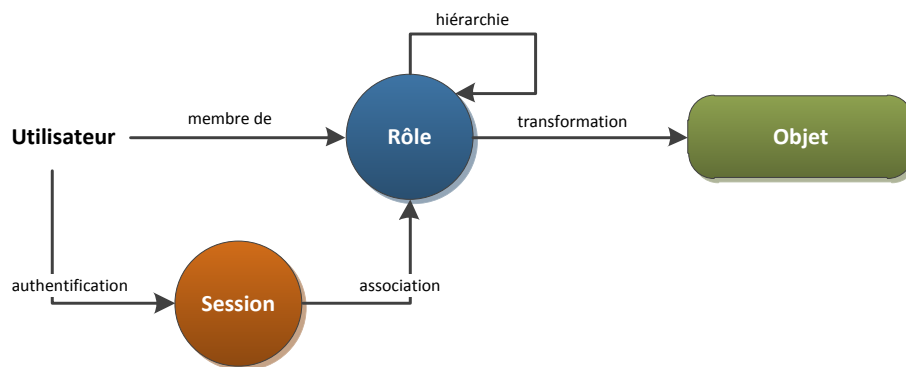 hiérarchie
Utilisateur
membre de
Rôle
transformation
Objet
authentification
Session
association